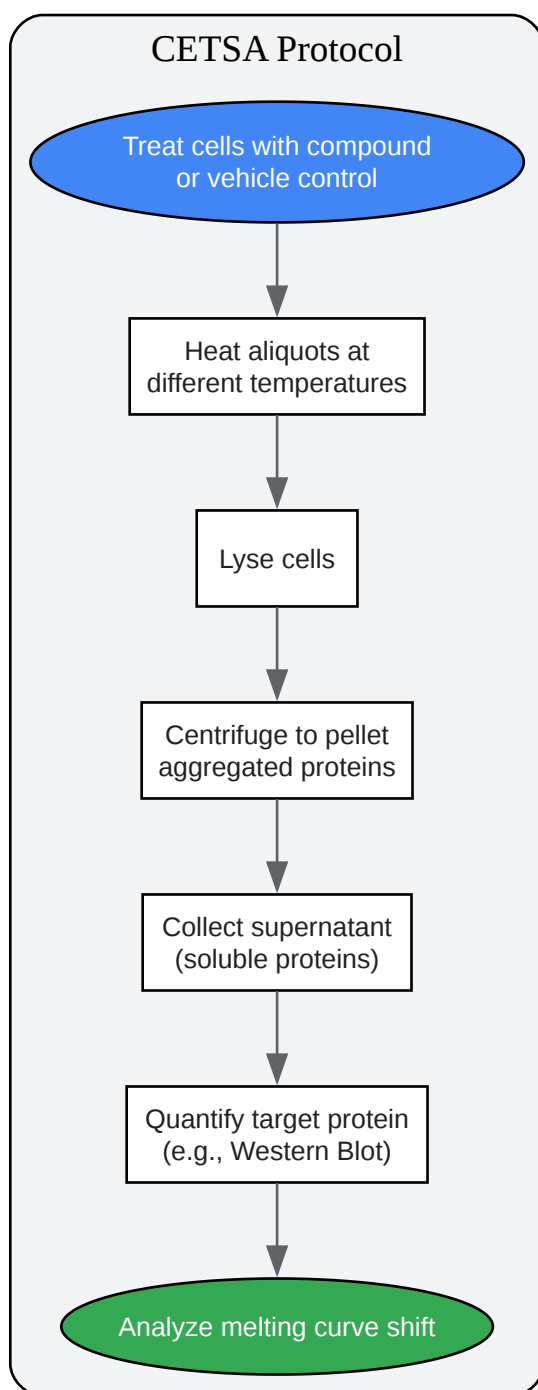 CETSA Protocol
Treat cells with compound
or vehicle control
Heat aliquots at
different temperatures
Lyse cells
Centrifuge to pellet
aggregated proteins
Collect supernatant
(soluble proteins)
Quantify target protein
(e.g., Western Blot)
Analyze melting curve shift